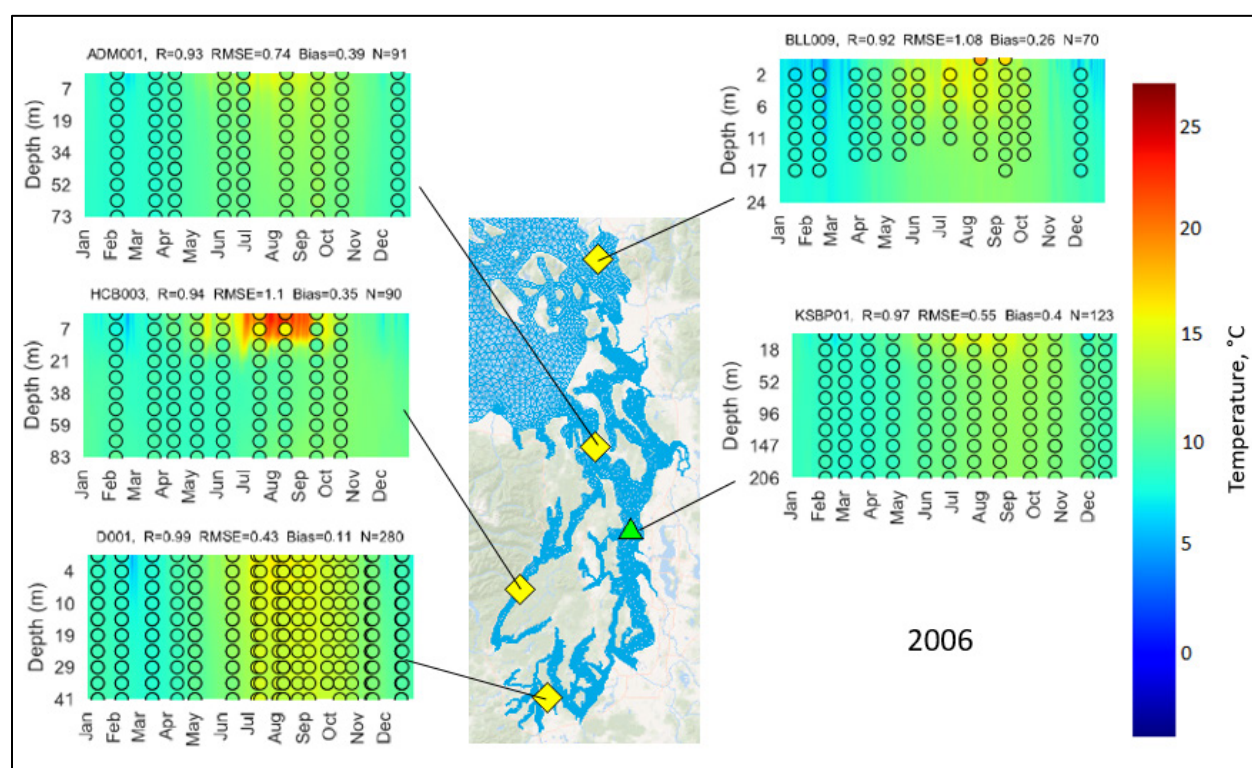 ADM001, R=0.93 RMSE=0.74 Bias=0.39 N=91
Depth (m)
7
19
34
52
73
Jan
Feb
Mar
Apr
May
Jun
Jul
Aug
Sep
Oct
Nov
Dec
HCB003, R=0.94 RMSE=1.1 Bias=0.35 N=90
Depth (m)
7
21
38
59
83
Jan
Feb
Mar
Apr
May
Jun
Jul
Aug
Sep
Oct
Nov
Dec
D001, R=0.99 RMSE=0.43 Bias=0.11 N=280
Depth (m)
4
10
19
29
41
Jan
Feb
Mar
Apr
May
Jun
Jul
Aug
Sep
Oct
Nov
Dec
BLL009, R=0.92 RMSE=1.08 Bias=0.26 N=70
Depth (m)
2
6
11
17
24
Jan
Feb
Mar
Apr
May
Jun
Jul
Aug
Sep
Oct
Nov
Dec
KSBP01, R=0.97 RMSE=0.55 Bias=0.4 N=123
Depth (m)
18
52
96
147
206
Jan
Feb
Mar
Apr
May
Jun
Jul
Aug
Sep
Oct
Nov
Dec
2006
25
20
15
10
5
0
Temperature, °C